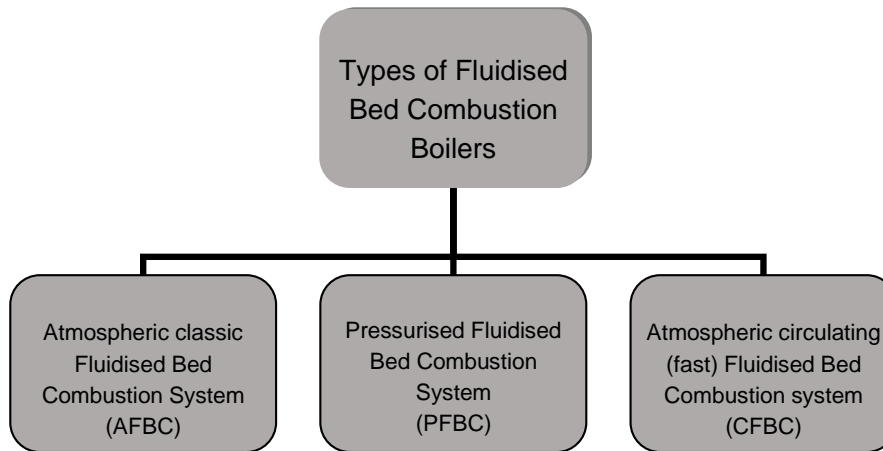 Types of Fluidised
Bed Combustion
Boilers
Atmospheric classic
Fluidised Bed
Combustion System
(AFBC)
Pressurised Fluidised
Bed Combustion
System
(PFBC)
Atmospheric circulating
(fast) Fluidised Bed
Combustion system
(CFBC)